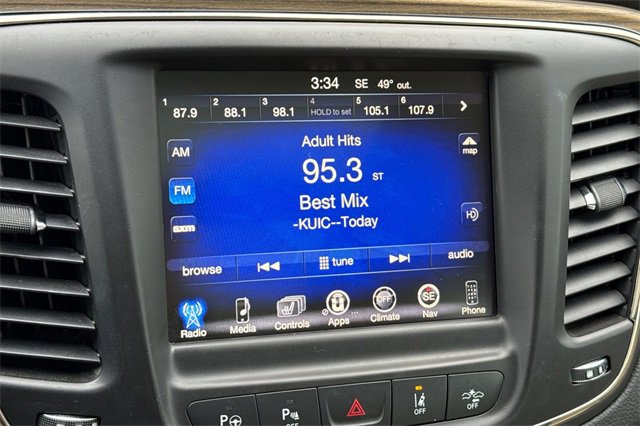 3:34 SE 49° out.
1 87.9 2 88.1 3 98.1 4 HOLD to set 5 105.1 6 107.9
Adult Hits
AM
map
95.3 ST
FM
Best Mix
sxm
-KUIC--Today
HD
browse tune audio
OFF
Radio Media Controls Apps Climate Nav Phone
P P OFF OFF OFF